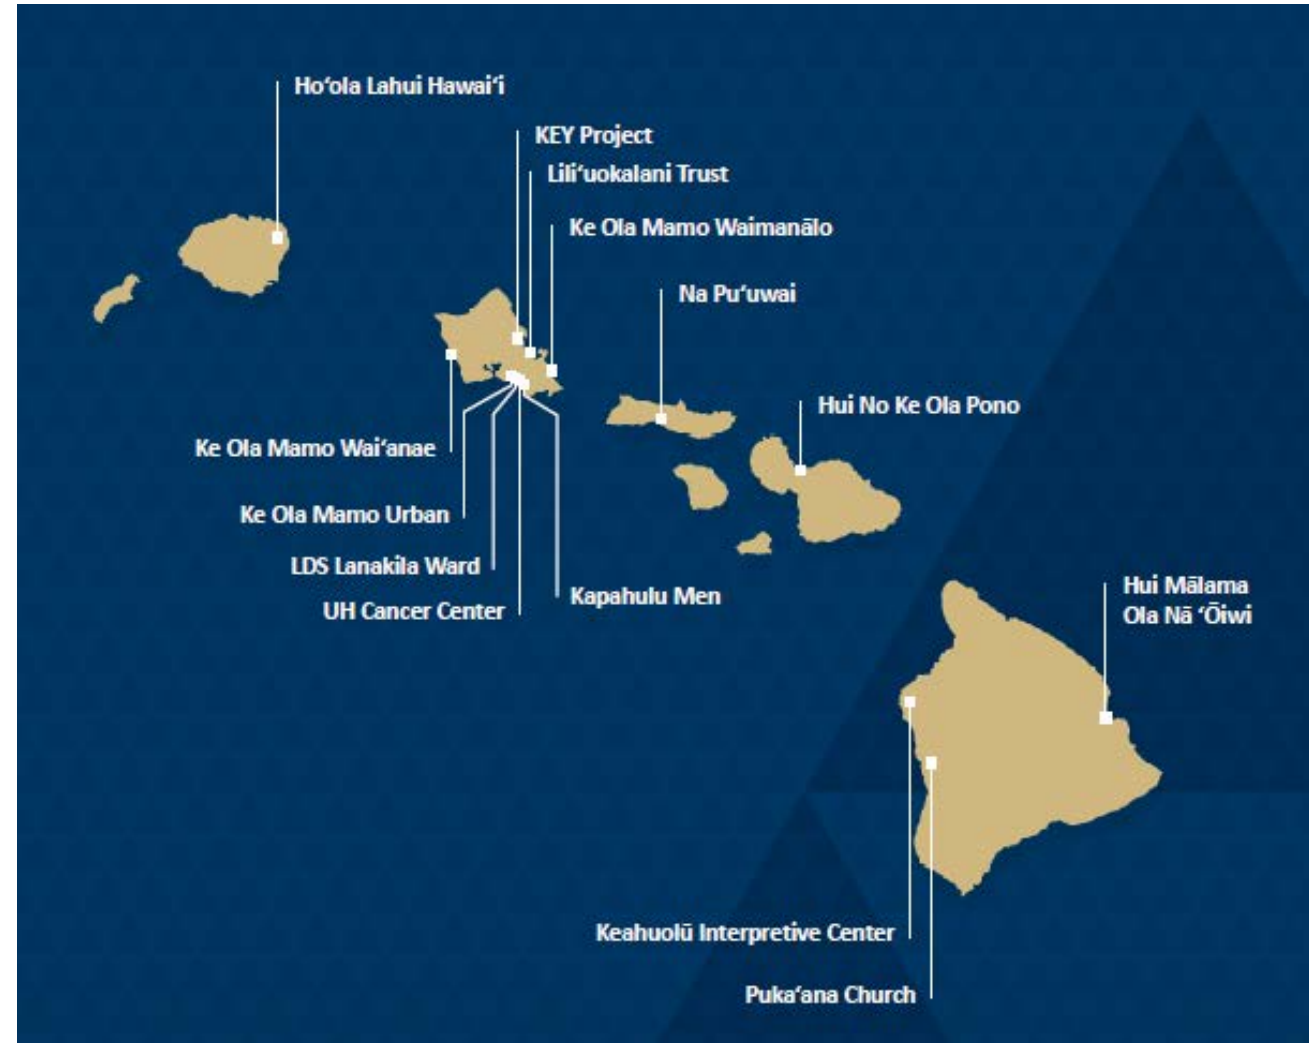 Ho‘ola Lahui Hawai‘i
KEY Project
Lili‘uokalani Trust
Ke Ola Mamo Waimanālo
Na Pu‘uwai
Hui No Ke Ola Pono
Ke Ola Mamo Wai‘anae
Ke Ola Mamo Urban
LDS Lanakila Ward
UH Cancer Center
Kapahulu Men
Hui Mālama
Ola Nā ‘Ōiwi
Keahuolū Interpretive Center
Puka‘ana Church